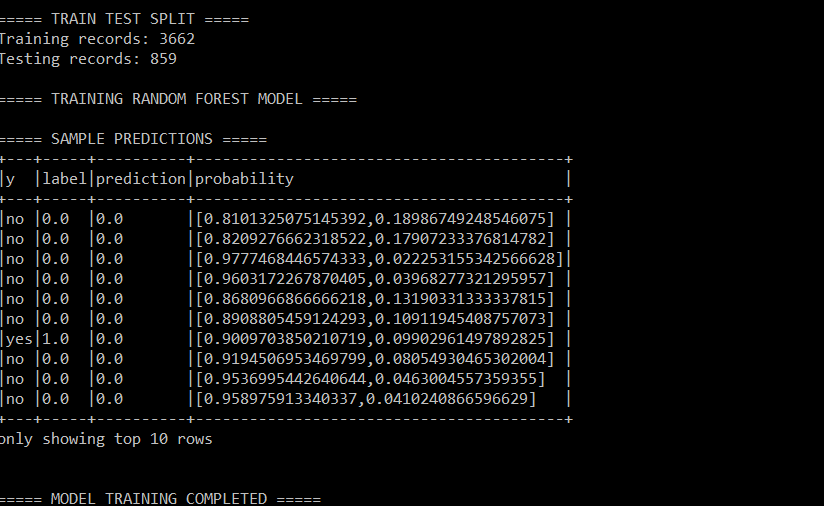 ===== TRAIN TEST SPLIT =====
Training records: 3662
Testing records: 859
===== TRAINING RANDOM FOREST MODEL =====
===== SAMPLE PREDICTIONS =====
+---+-----+----------+----------------------------------------+
|y  |label|prediction|probability                             |
+---+-----+----------+----------------------------------------+
|no |0.0  |0.0       |[0.8101325075145392,0.18986749248546075] |
|no |0.0  |0.0       |[0.8209276662318522,0.17907233376814782] |
|no |0.0  |0.0       |[0.9777468446574333,0.022253155342566628]|
|no |0.0  |0.0       |[0.9603172267870405,0.03968277321295957] |
|no |0.0  |0.0       |[0.8680966866666218,0.13190331333337815] |
|no |0.0  |0.0       |[0.8908805459124293,0.10911945408757073] |
|yes|1.0  |0.0       |[0.9009703850210719,0.09902961497892825] |
|no |0.0  |0.0       |[0.9194506953469799,0.08054930465302004] |
|no |0.0  |0.0       |[0.9536995442640644,0.0463004557359355]  |
|no |0.0  |0.0       |[0.958975913340337,0.0410240866596629]   |
+---+-----+----------+----------------------------------------+
only showing top 10 rows
===== MODEL TRAINING COMPLETED =====